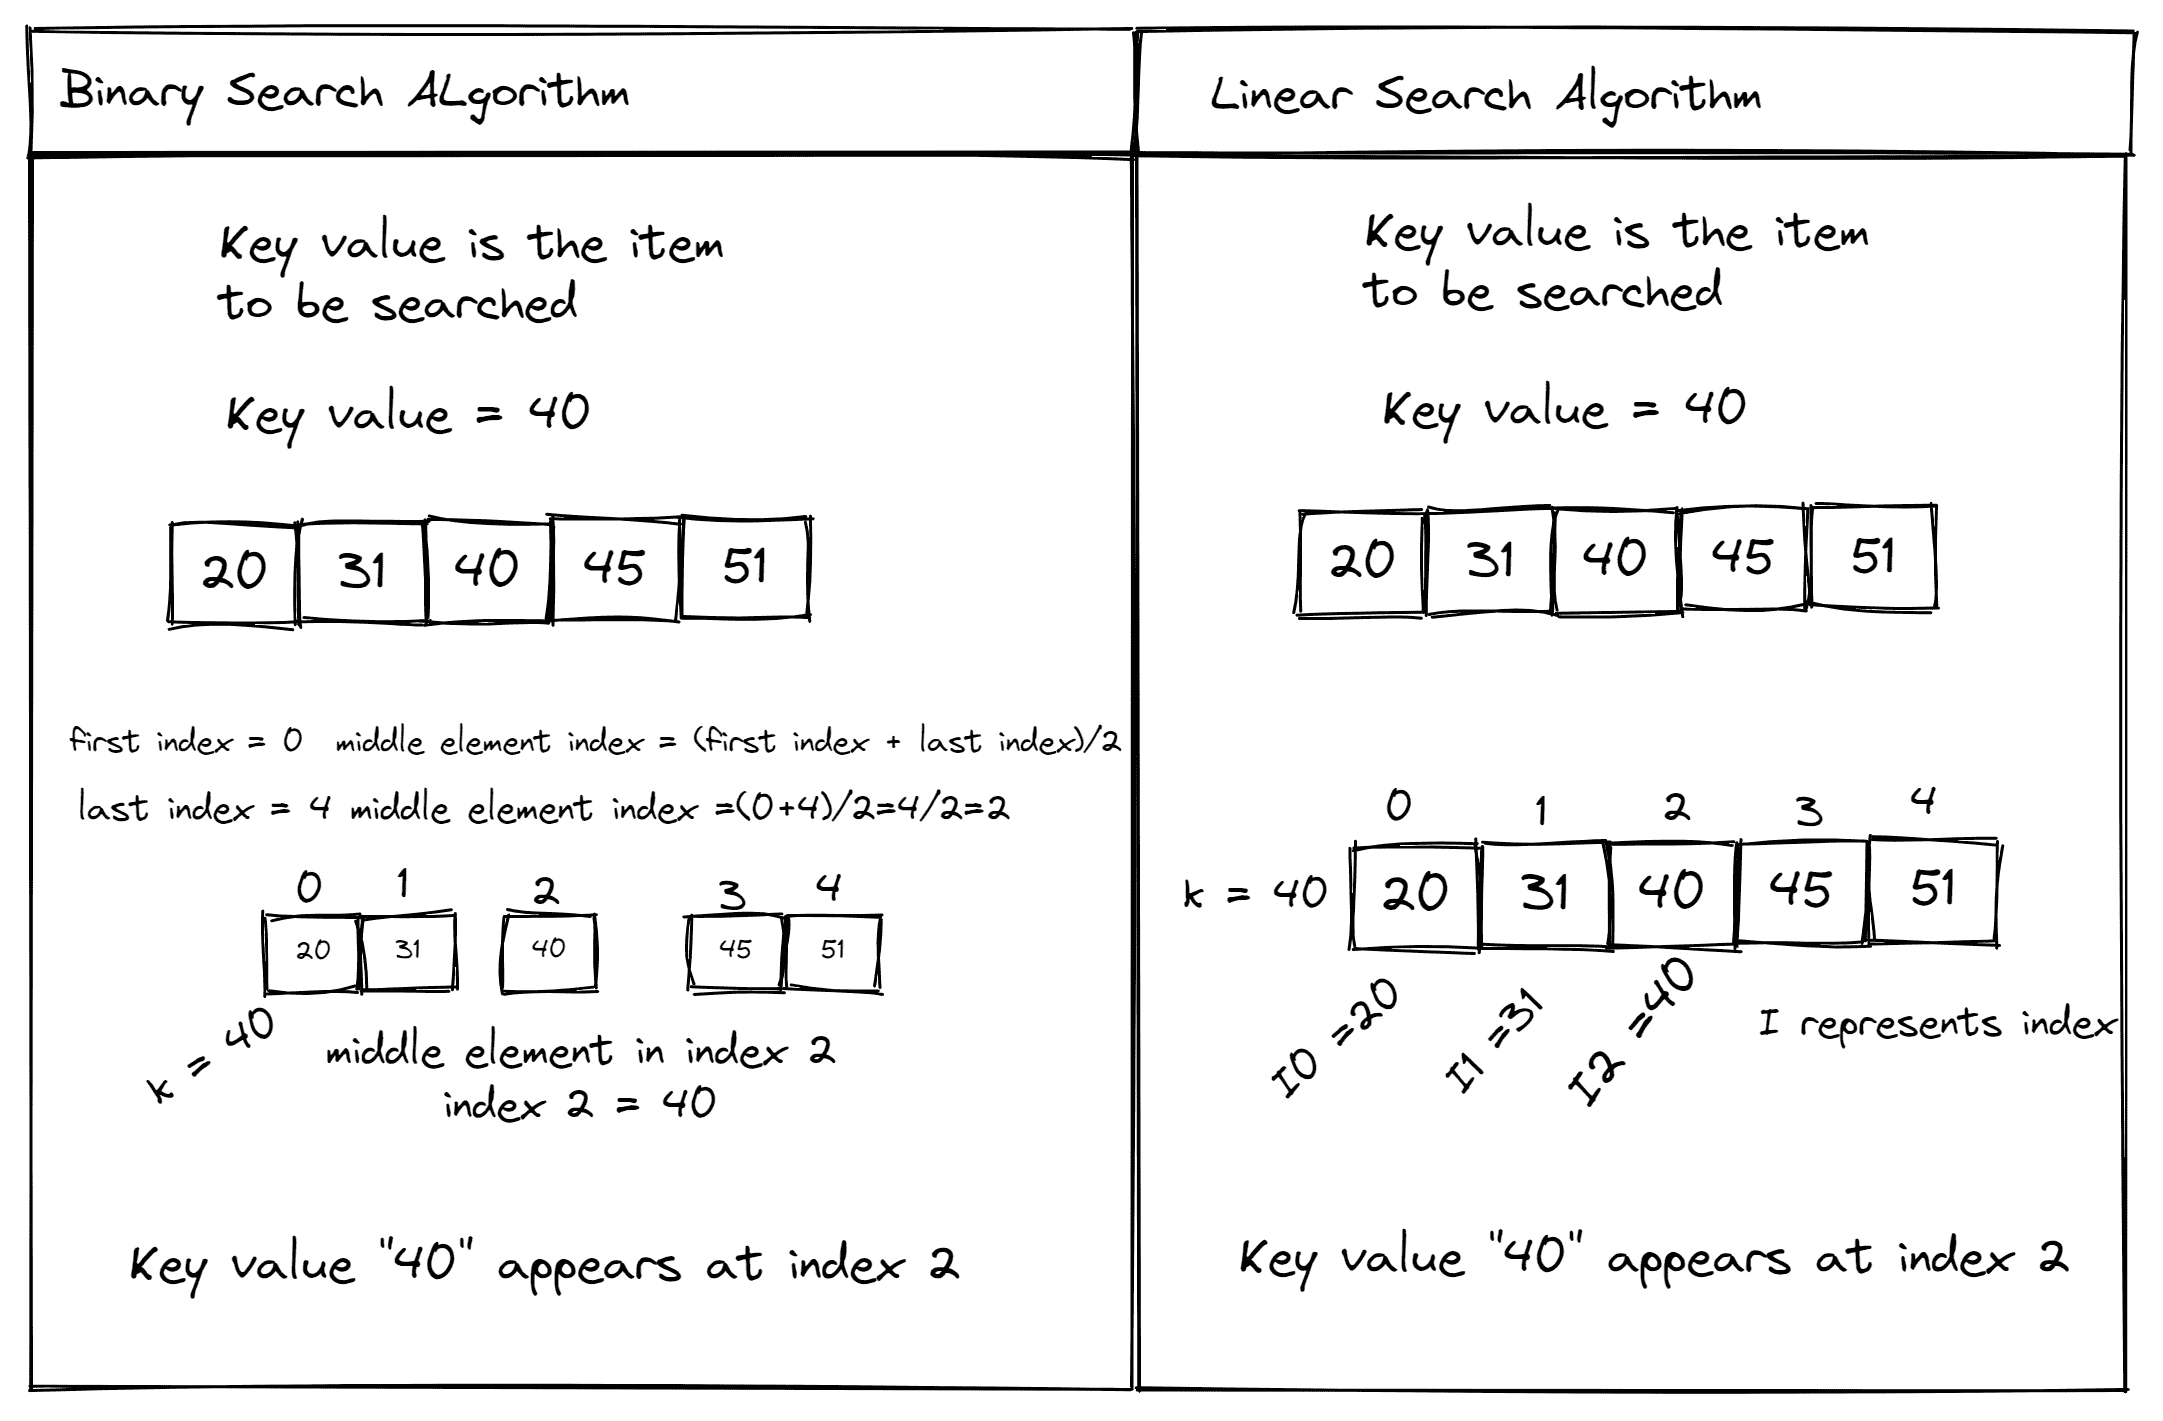 Binary Search ALgorithm
Key value is the item
to be searched
Key value = 40
20 31 40 45 51
first index = 0 middle element index = (first index + last index)/2
last index = 4 middle element index =(0+4)/2=4/2=2
0 1 2 3 4
20 31 40 45 51
k = 40
middle element in index 2
index 2 = 40
Key value "40" appears at index 2
Linear Search Algorithm
Key value is the item
to be searched
Key value = 40
20 31 40 45 51
0 1 2 3 4
k = 40 20 31 40 45 51
I0 =20
I1 =31
I2 =40
I represents index
Key value "40" appears at index 2